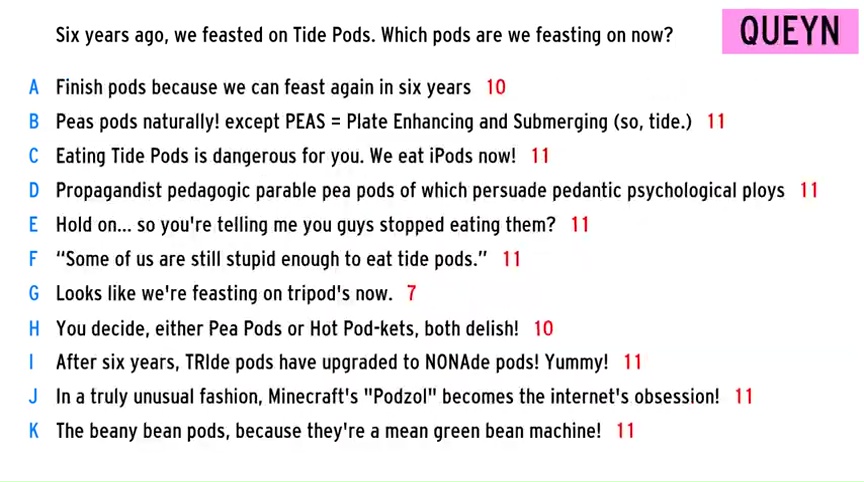 Six years ago, we feasted on Tide Pods. Which pods are we feasting on now?
QUEYN
A Finish pods because we can feast again in six years 10
B Peas pods naturally! except PEAS = Plate Enhancing and Submerging (so, tide.) 11
C Eating Tide Pods is dangerous for you. We eat iPods now! 11
D Propagandist pedagogic parable pea pods of which persuade pedantic psychological ploys 11
E Hold on... so you're telling me you guys stopped eating them? 11
F “Some of us are still stupid enough to eat tide pods.” 11
G Looks like we're feasting on tripod's now. 7
H You decide, either Pea Pods or Hot Pod-kets, both delish! 10
I After six years, TRIde pods have upgraded to NONAde pods! Yummy! 11
J In a truly unusual fashion, Minecraft's "Podzol" becomes the internet's obsession! 11
K The beany bean pods, because they're a mean green bean machine! 11